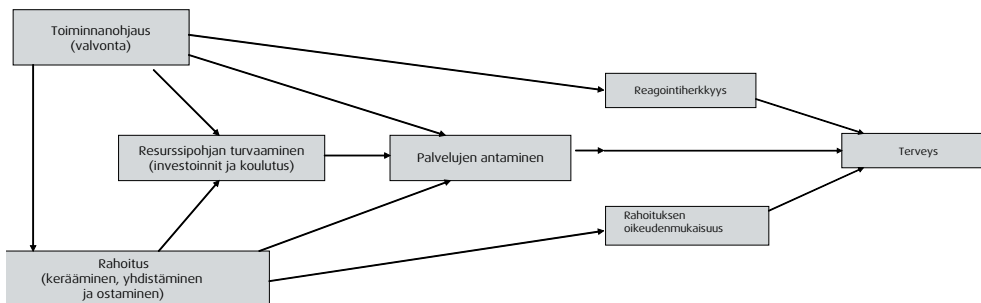 Toiminnanohjaus
(valvonta)
Reagointiherkkyys
Resurssipohjan turvaaminen
(investoinnit ja koulutus)
Palvelujen antaminen
Terveys
Rahoituksen
oikeudenmukaisuus
Rahoitus
(kerääminen, yhdistäminen
ja ostaminen)